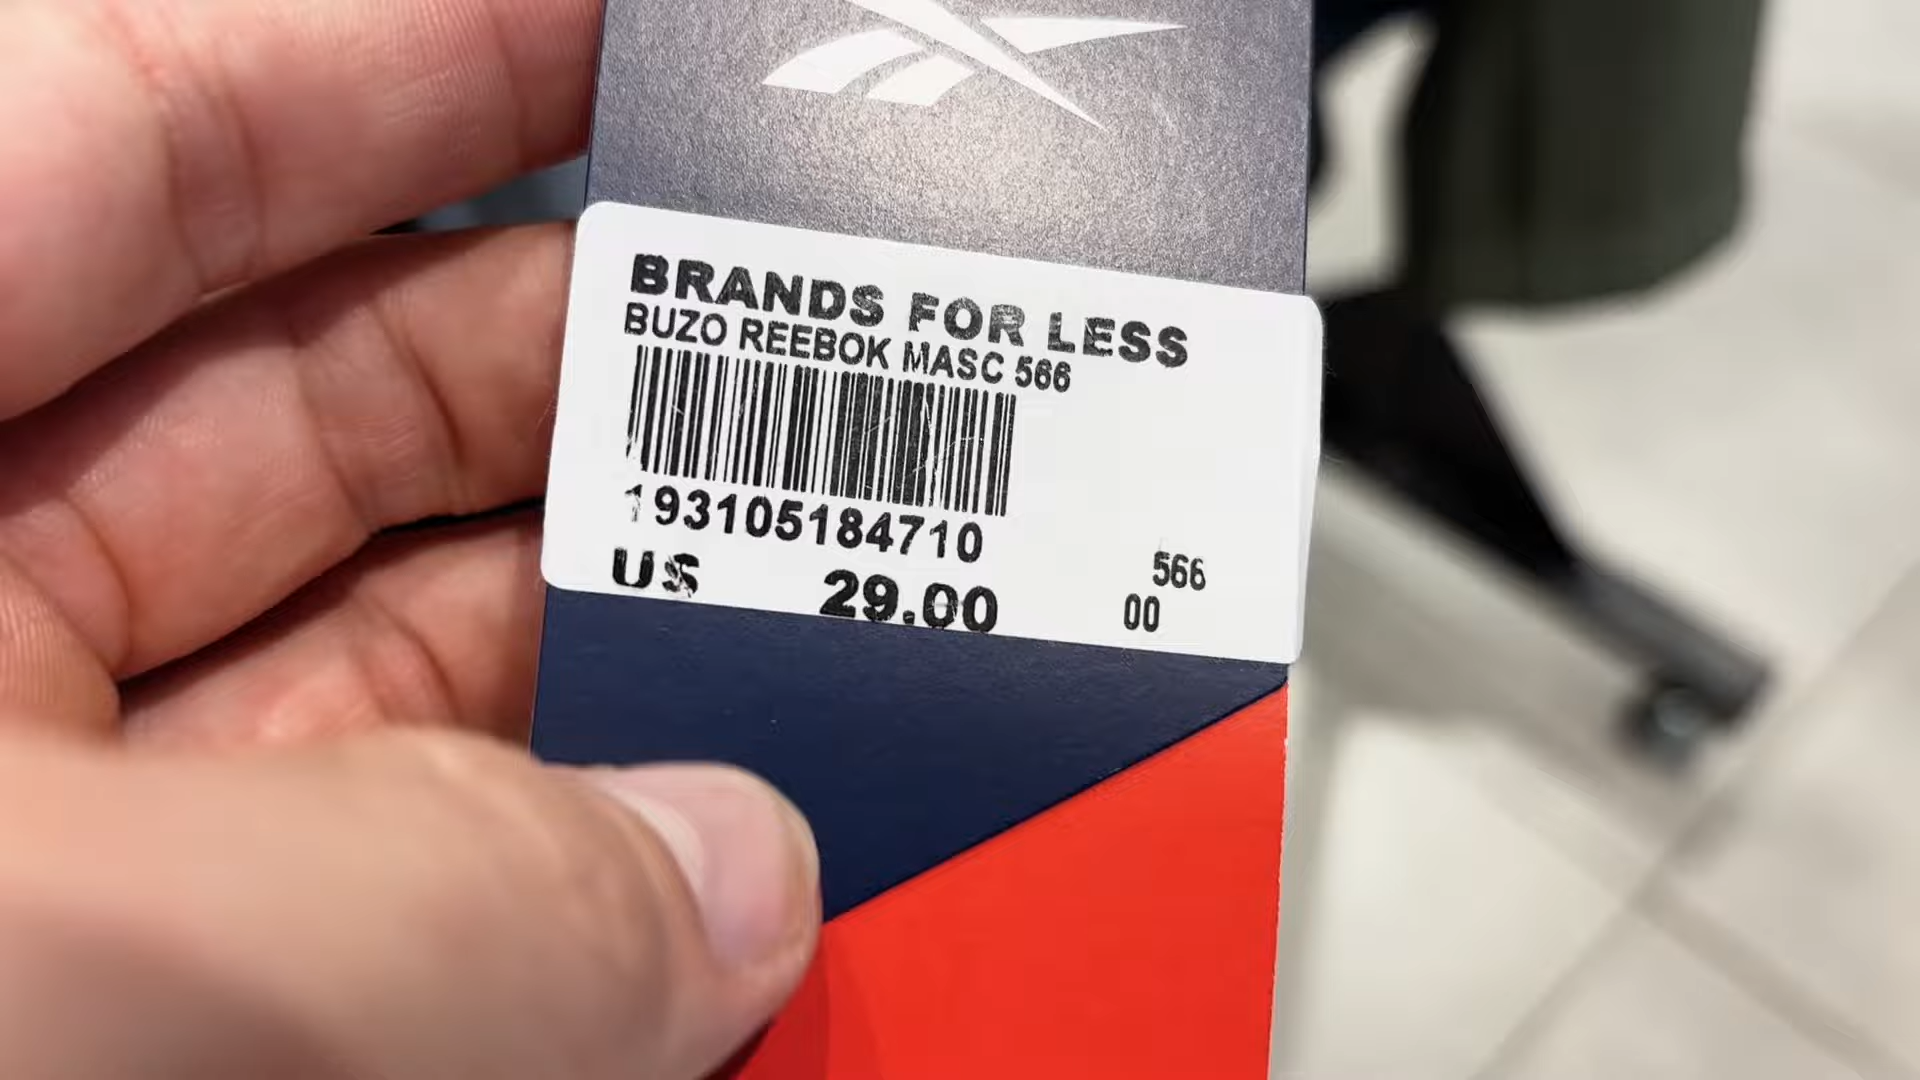 BRANDS FOR LESS
BUZO REEBOK MASC 566
193105184710
566
US 29.00
00